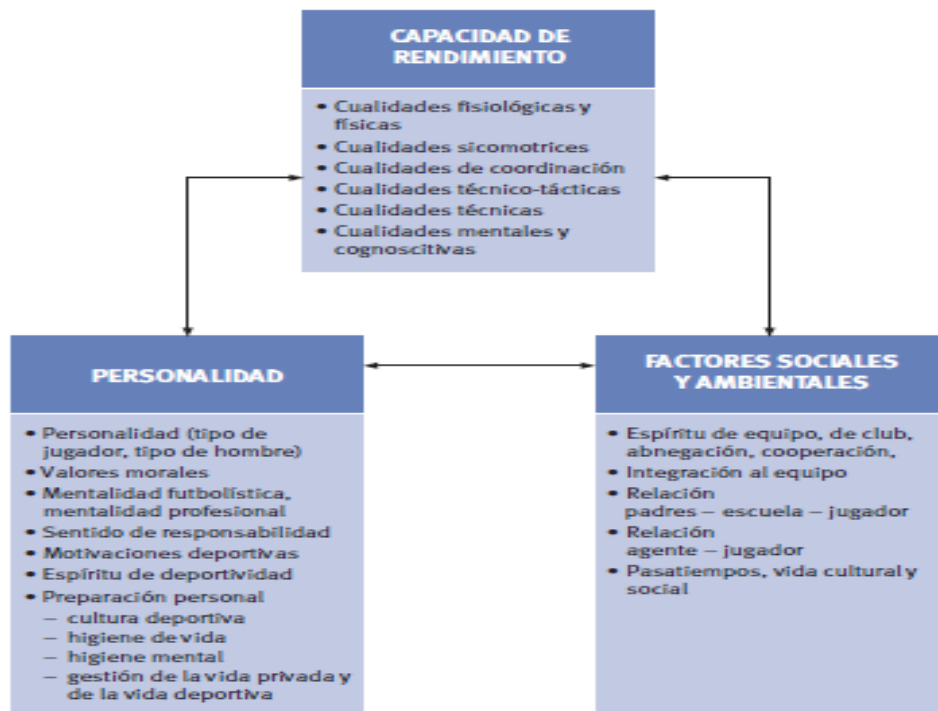 CAPACIDAD DE
RENDIMIENTO
• Cualidades fisiológicas y
físicas
• Cualidades sicomotrices
• Cualidades de coordinación
• Cualidades técnico-tácticas
• Cualidades técnicas
• Cualidades mentales y
cognoscitivas
PERSONALIDAD
• Personalidad (tipo de
jugador, tipo de hombre)
• Valores morales
• Mentalidad futbolística,
mentalidad profesional
• Sentido de responsabilidad
• Motivaciones deportivas
• Espíritu de deportividad
• Preparación personal
– cultura deportiva
– higiene de vida
– higiene mental
– gestión de la vida privada y
de la vida deportiva
FACTORES SOCIALES
Y AMBIENTALES
• Espíritu de equipo, de club,
abnegación, cooperación,
• Integración al equipo
• Relación
padres – escuela – jugador
• Relación
agente – jugador
• Pasatiempos, vida cultural y
social